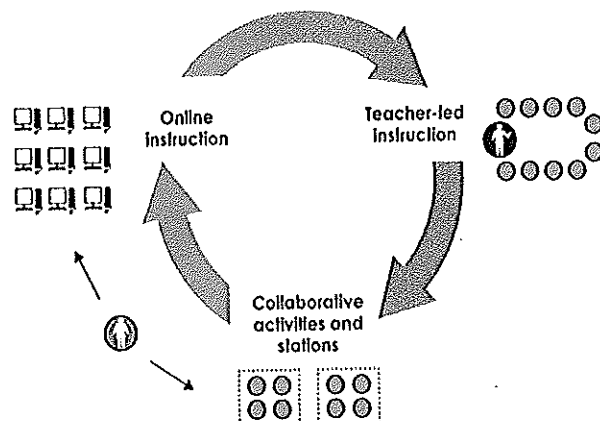 Online
instruction
Teacher-led
instruction
Collaborative
activities and
stations